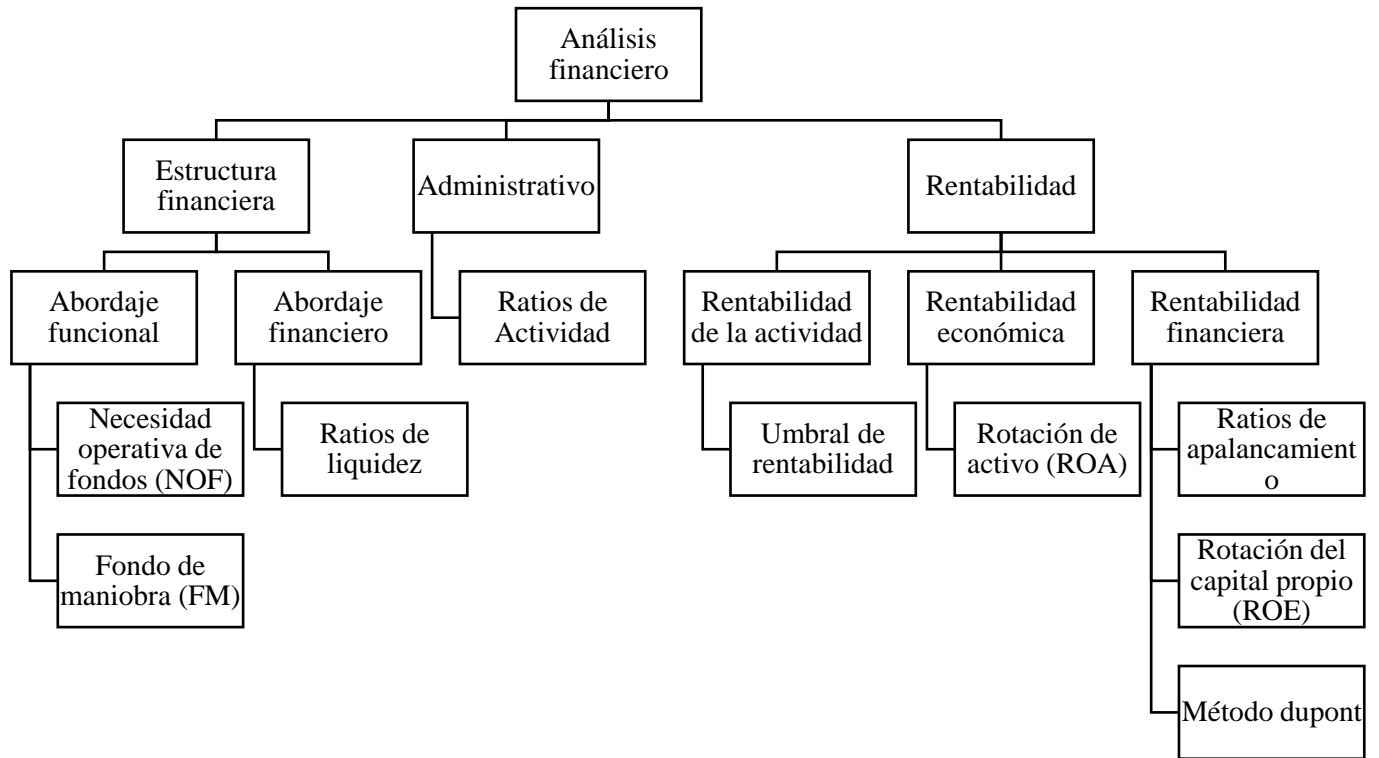 Análisis
financiero
Estructura
financiera
Administrativo
Rentabilidad
Abordaje
funcional
Abordaje
financiero
Ratios de
Actividad
Rentabilidad
de la actividad
Rentabilidad
económica
Rentabilidad
financiera
Necesidad
operativa de
fondos (NOF)
Ratios de
liquidez
Umbral de
rentabilidad
Rotación de
activo (ROA)
Ratios de
apalancamient
o
Fondo de
maniobra (FM)
Rotación del
capital propio
(ROE)
Método dupont